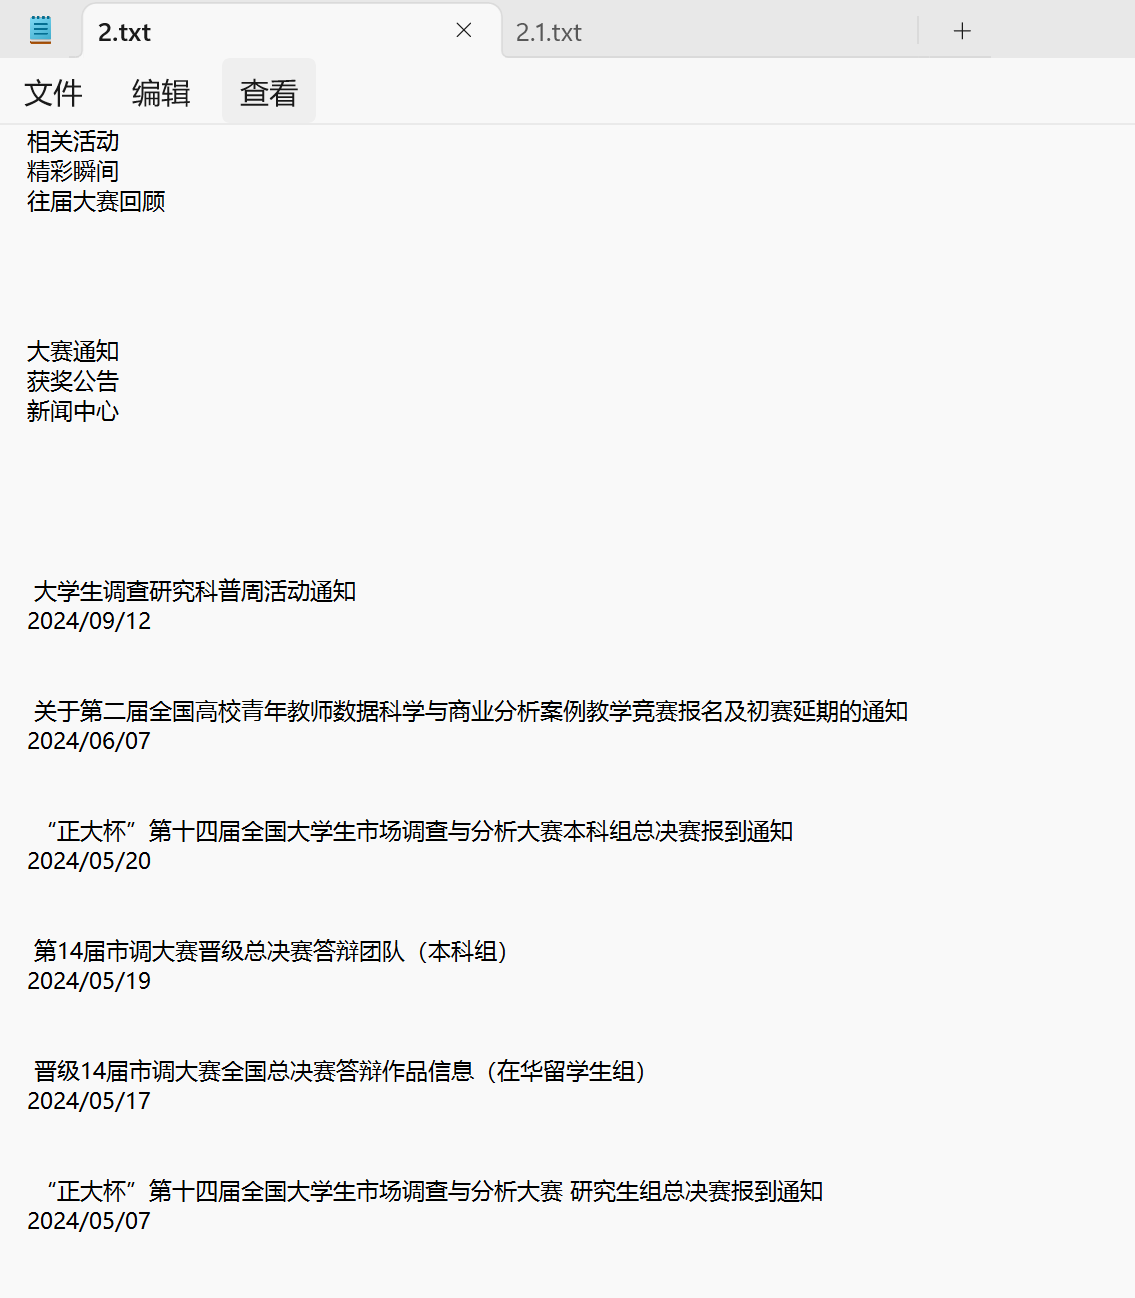 2.txt
2.1.txt
文件 编辑 查看
相关活动
精彩瞬间
往届大赛回顾
大赛通知
获奖公告
新闻中心
大学生调查研究科普周活动通知
2024/09/12
关于第二届全国高校青年教师数据科学与商业分析案例教学竞赛报名及初赛延期的通知
2024/06/07
“正大杯”第十四届全国大学生市场调查与分析大赛本科组总决赛报到通知
2024/05/20
第14届市调大赛晋级总决赛答辩团队（本科组）
2024/05/19
晋级14届市调大赛全国总决赛答辩作品信息（在华留学生组）
2024/05/17
“正大杯”第十四届全国大学生市场调查与分析大赛 研究生组总决赛报到通知
2024/05/07